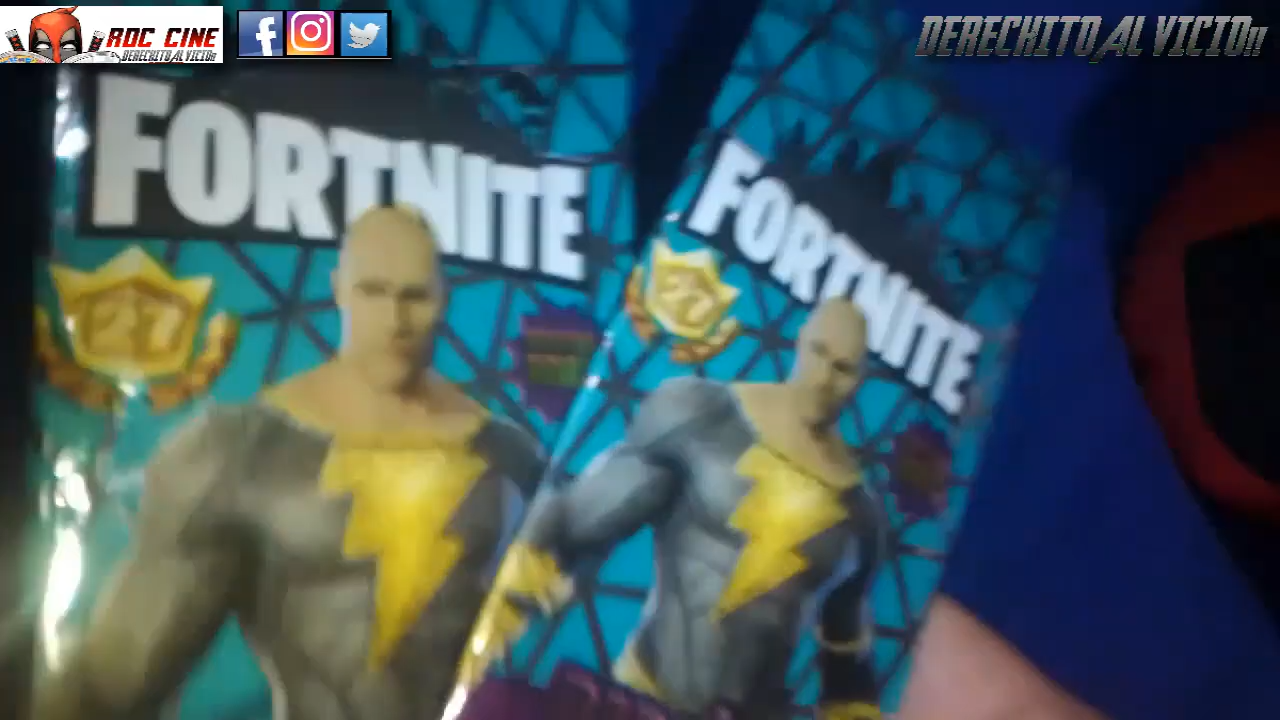 ROC CINE
DERECHITO AL VICIO!!
DERECHITO AL VICIO!!
FORTNITE
27
FORTNITE
27